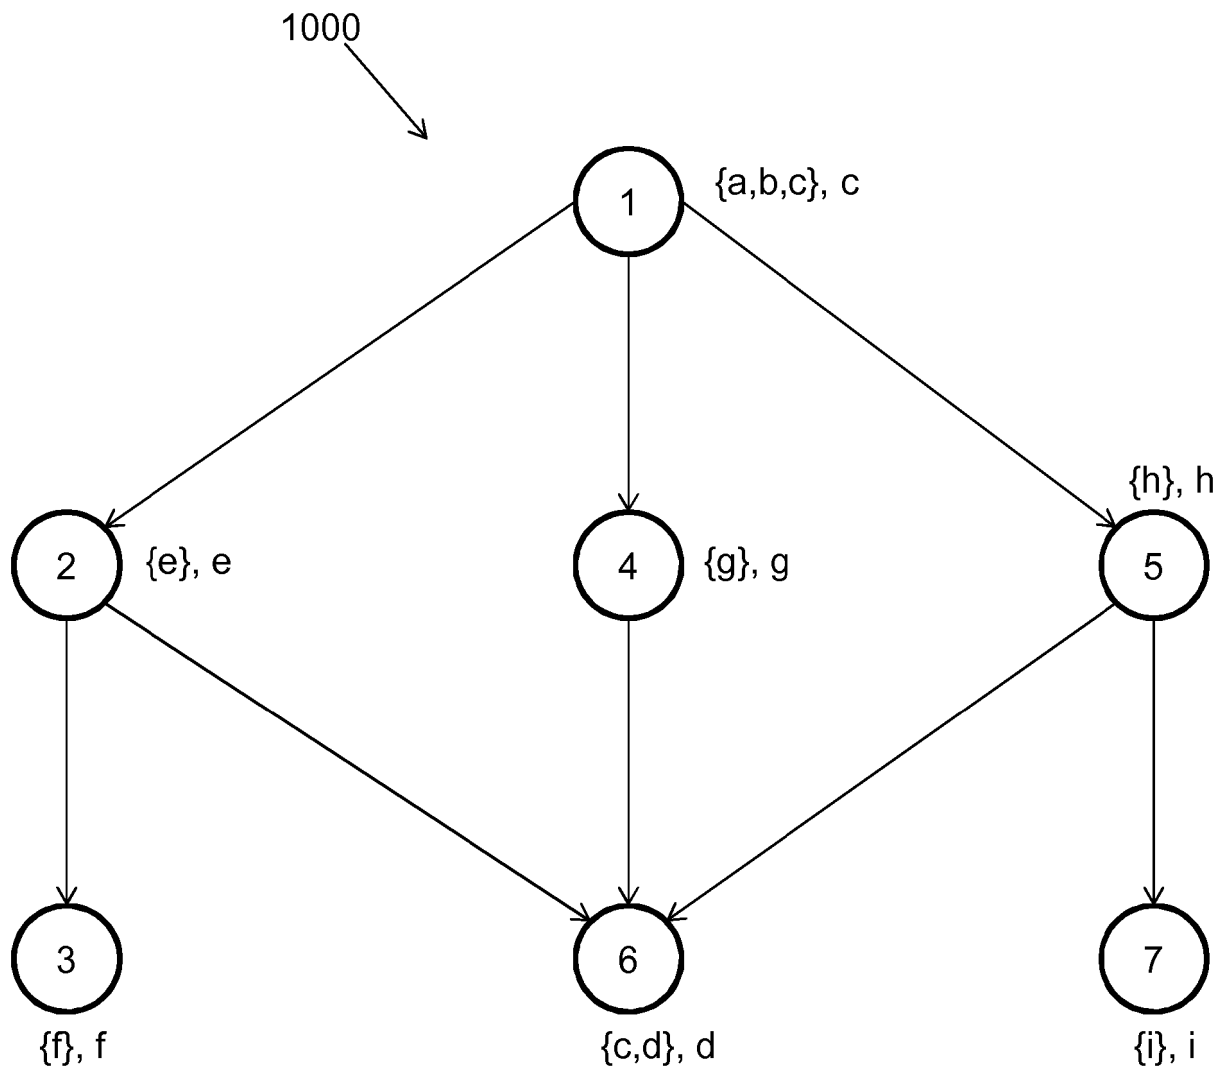 1000
1 {a,b,c}, c
{h}, h
2 {e}, e 4 {g}, g 5
3 6 7
{f}, f {c,d}, d {i}, i